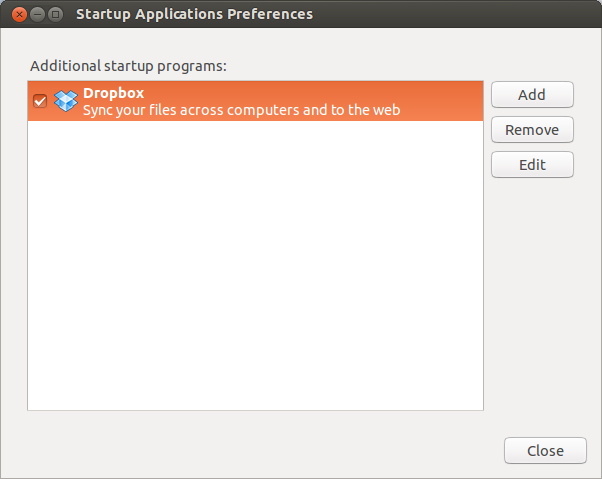 Startup Applications Preferences
Additional startup programs:
Dropbox
Sync your files across computers and to the web
Add
Remove
Edit
Close